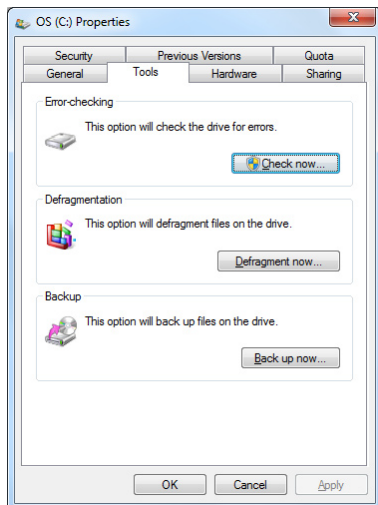 OS (C:) Properties
Security Previous Versions Quota
General Tools Hardware Sharing
Error-checking
This option will check the drive for errors.
Check now...
Defragmentation
This option will defragment files on the drive.
Defragment now...
Backup
This option will back up files on the drive.
Back up now...
OK Cancel Apply